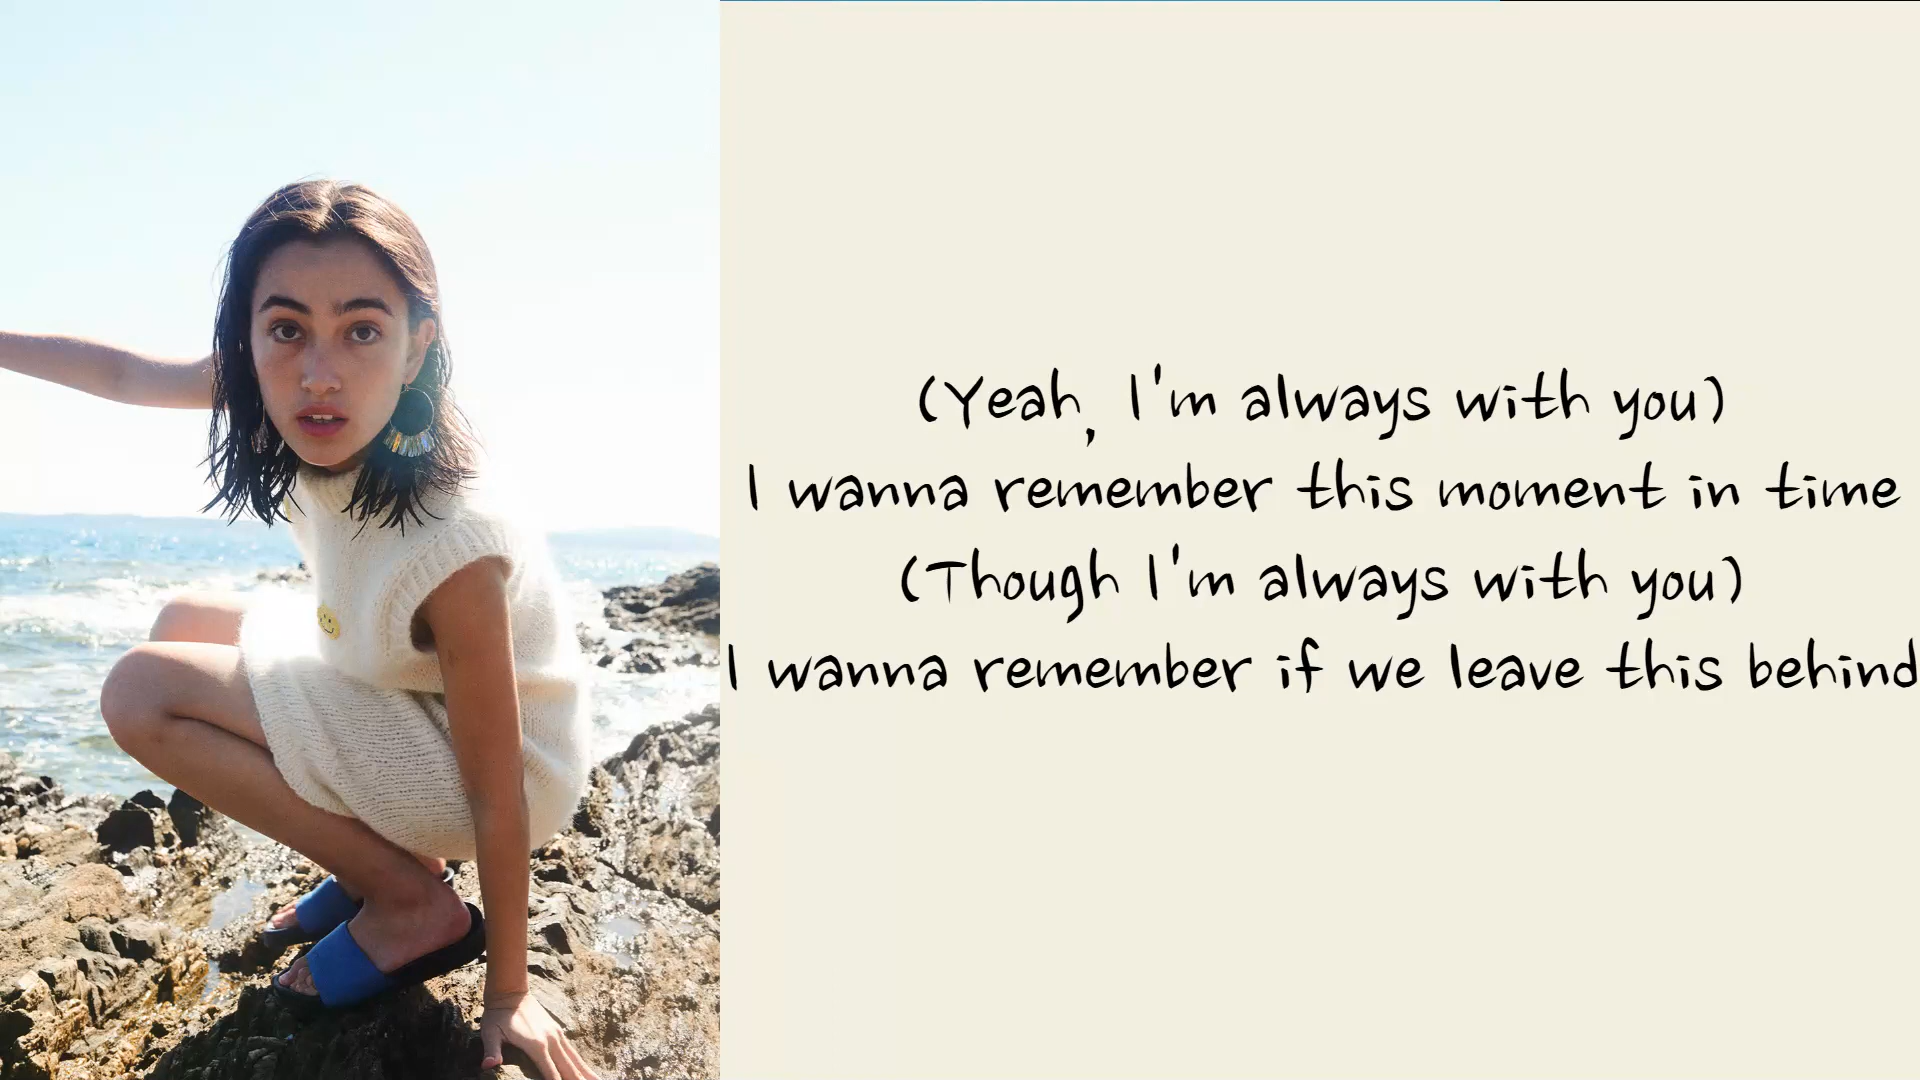 (Yeah, I'm always with you)
I wanna remember this moment in time
(Though I'm always with you)
I wanna remember if we leave this behind